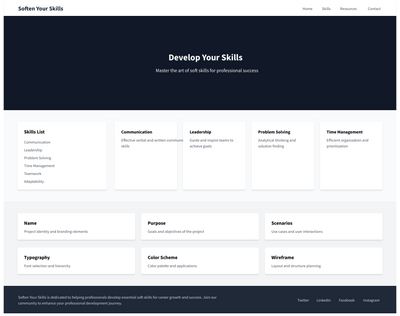 Soften Your Skills
Home Skills Resources Contact
Develop Your Skills
Master the art of soft skills for professional success
Skills List
Communication
Leadership
Problem Solving
Time Management
Teamwork
Adaptability
Communication
Effective verbal and written communication
skills
Leadership
Guide and inspire teams to
achieve goals
Problem Solving
Analytical thinking and
solution finding
Time Management
Efficient organization and
prioritization
Name
Project identity and branding elements
Purpose
Goals and objectives of the project
Scenarios
Use cases and user interactions
Typography
Font selection and hierarchy
Color Scheme
Color palette and applications
Wireframe
Layout and structure planning
Soften Your Skills is dedicated to helping professionals develop essential soft skills for career growth and success. Join our
community to enhance your professional development journey.
Twitter LinkedIn Facebook Instagram